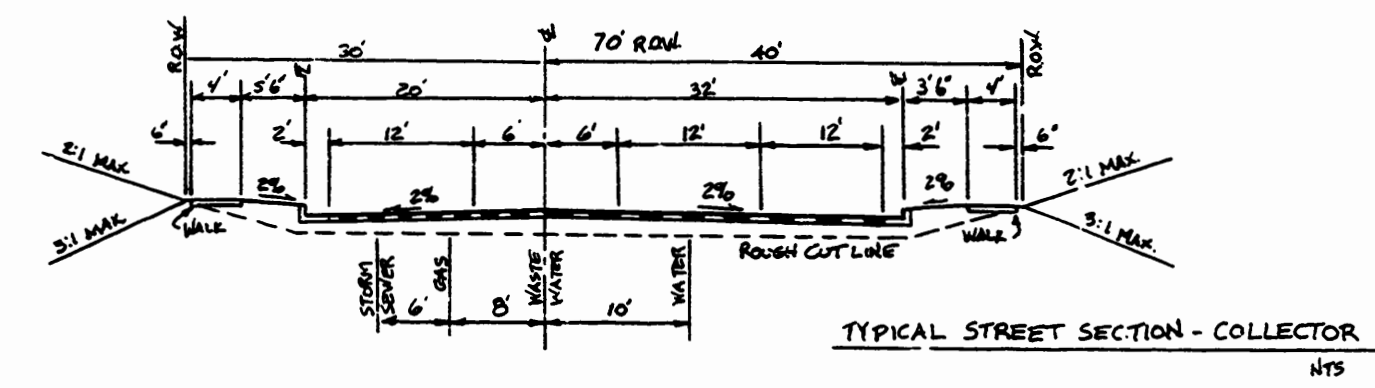 R.O.W.
30'
℄
70' R.O.W.
40'
R.O.W.
4'
5'6"
20'
32'
3'6"
4'
6"
2'
12'
6'
6'
12'
12'
2'
6"
2:1 MAX.
2%
2%
2%
2%
2:1 MAX.
3:1 MAX.
WALK
ROUGH CUT LINE
WALK
3:1 MAX.
STORM
SEWER
GAS
WASTE
WATER
WATER
6'
8'
10'
TYPICAL STREET SECTION - COLLECTOR
NTS